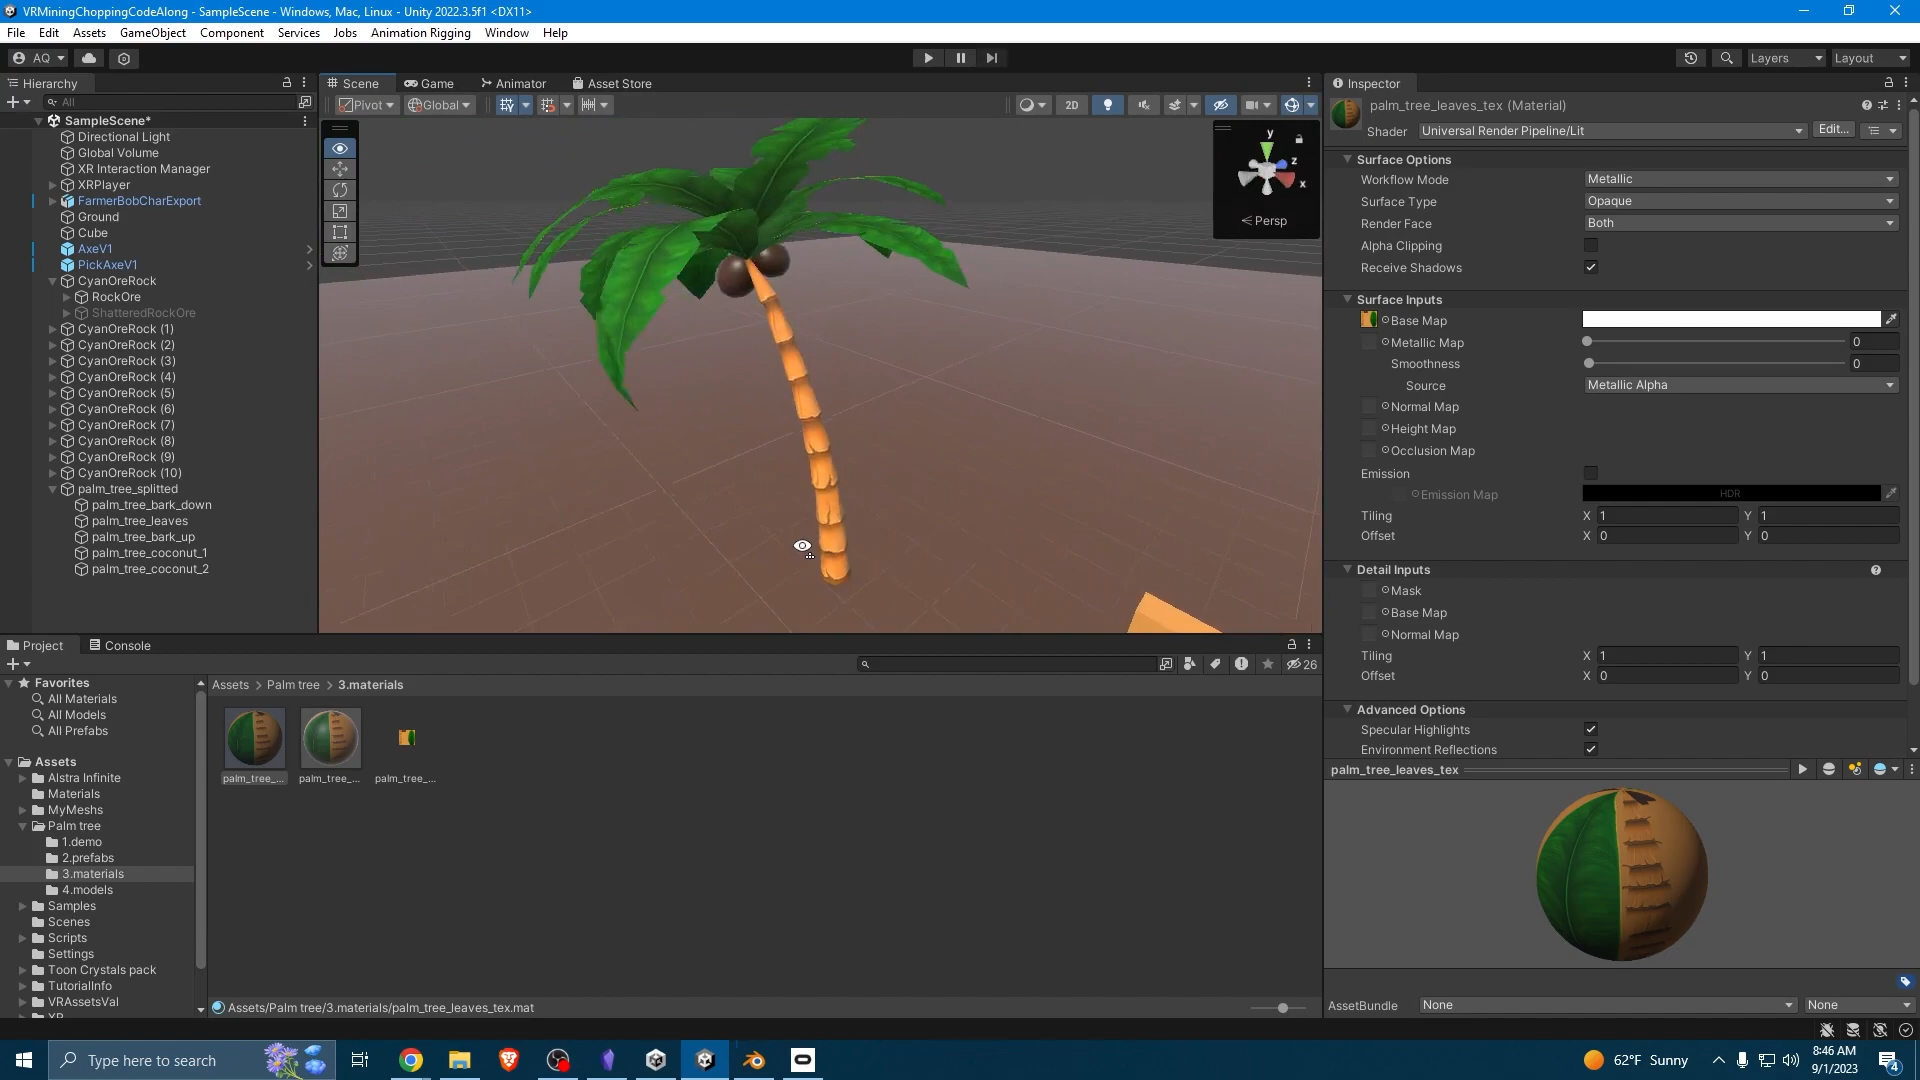 VRMiningChoppingCodeAlong - SampleScene - Windows, Mac, Linux - Unity 2022.3.5f1 <DX11>
File Edit Assets GameObject Component Services Jobs Animation Rigging Window Help
AQ Layers Layout
Hierarchy
All
SampleScene*
Directional Light
Global Volume
XR Interaction Manager
XRPlayer
FarmerBobCharExport
Ground
Cube
AxeV1
PickAxeV1
CyanOreRock
RockOre
ShatteredRockOre
CyanOreRock (1)
CyanOreRock (2)
CyanOreRock (3)
CyanOreRock (4)
CyanOreRock (5)
CyanOreRock (6)
CyanOreRock (7)
CyanOreRock (8)
CyanOreRock (9)
CyanOreRock (10)
palm_tree_splitted
palm_tree_bark_down
palm_tree_leaves
palm_tree_bark_up
palm_tree_coconut_1
palm_tree_coconut_2
Scene Game Animator Asset Store
Pivot Global 2D
y
z
x
Persp
Inspector
palm_tree_leaves_tex (Material)
Shader Universal Render Pipeline/Lit Edit...
Surface Options
Workflow Mode Metallic
Surface Type Opaque
Render Face Both
Alpha Clipping
Receive Shadows
Surface Inputs
Base Map
Metallic Map 0
Smoothness 0
Source Metallic Alpha
Normal Map
Height Map
Occlusion Map
Emission
Emission Map HDR
Tiling X 1 Y 1
Offset X 0 Y 0
Detail Inputs
Mask
Base Map
Normal Map
Tiling X 1 Y 1
Offset X 0 Y 0
Advanced Options
Specular Highlights
Environment Reflections
palm_tree_leaves_tex
AssetBundle None None
Project Console
26
Favorites
All Materials
All Models
All Prefabs
Assets
Alstra Infinite
Materials
MyMeshs
Palm tree
1.demo
2.prefabs
3.materials
4.models
Samples
Scenes
Scripts
Settings
Toon Crystals pack
TutorialInfo
VRAssetsVal
XR
Assets > Palm tree > 3.materials
palm_tree_... palm_tree_... palm_tree_...
Assets/Palm tree/3.materials/palm_tree_leaves_tex.mat
Type here to search
62°F Sunny
8:46 AM
9/1/2023
4